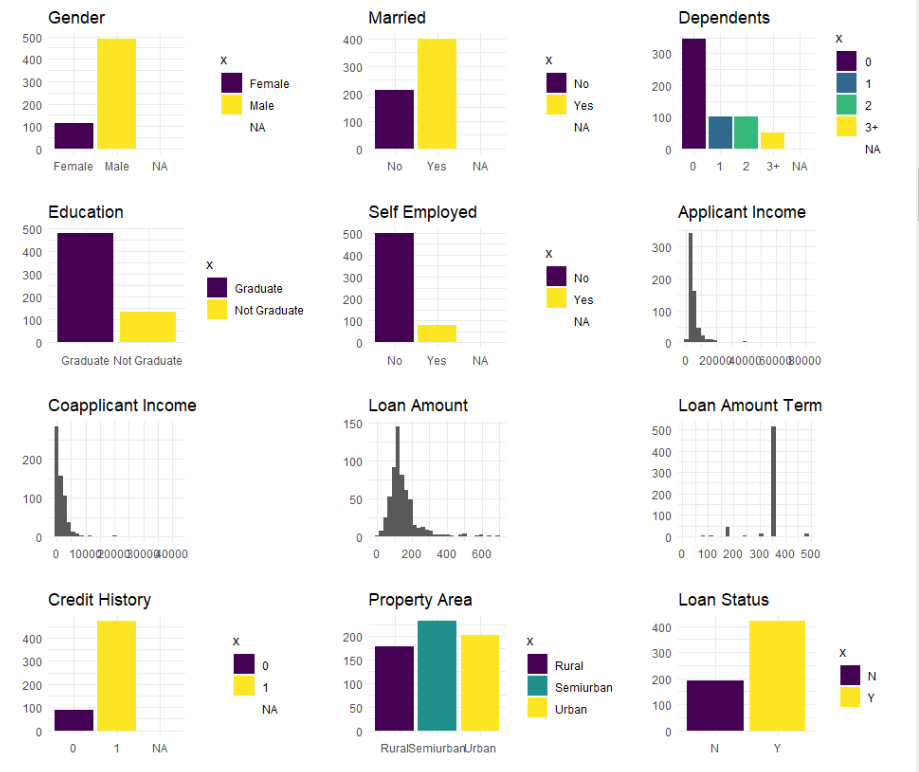 Gender
500
400
300
200
100
0
Female Male NA
x
Female
Male
NA
Married
400
300
200
100
0
No Yes NA
x
No
Yes
NA
Dependents
300
200
100
0
0 1 2 3+ NA
x
0
1
2
3+
NA
Education
500
400
300
200
100
0
Graduate Not Graduate
x
Graduate
Not Graduate
Self Employed
500
400
300
200
100
0
No Yes NA
x
No
Yes
NA
Applicant Income
300
200
100
0
0 20000 40000 60000 80000
Coapplicant Income
200
100
0
0 10000 20000 30000 40000
Loan Amount
150
100
50
0
0 200 400 600
Loan Amount Term
500
400
300
200
100
0
0 100 200 300 400 500
Credit History
400
300
200
100
0
0 1 NA
x
0
1
NA
Property Area
200
150
100
50
0
Rural Semiurban Urban
x
Rural
Semiurban
Urban
Loan Status
400
300
200
100
0
N Y
x
N
Y